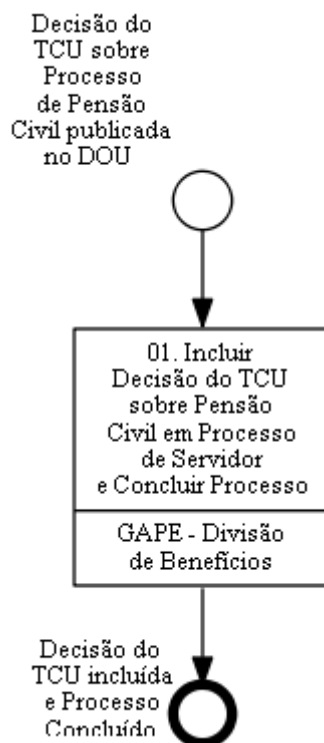 Decisão do
TCU sobre
Processo
de Pensão
Civil publicada
no DOU
01. Incluir
Decisão do TCU
sobre Pensão
Civil em Processo
de Servidor
e Concluir Processo
GAPE - Divisão
de Benefícios
Decisão do
TCU incluída
e Processo
Concluído